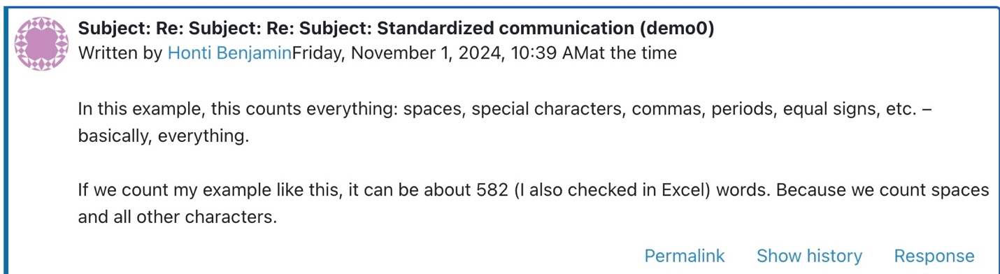 Subject: Re: Subject: Re: Subject: Standardized communication (demo0)
Written by Honti BenjaminFriday, November 1, 2024, 10:39 AMat the time
In this example, this counts everything: spaces, special characters, commas, periods, equal signs, etc. –
basically, everything.
If we count my example like this, it can be about 582 (I also checked in Excel) words. Because we count spaces
and all other characters.
Permalink Show history Response